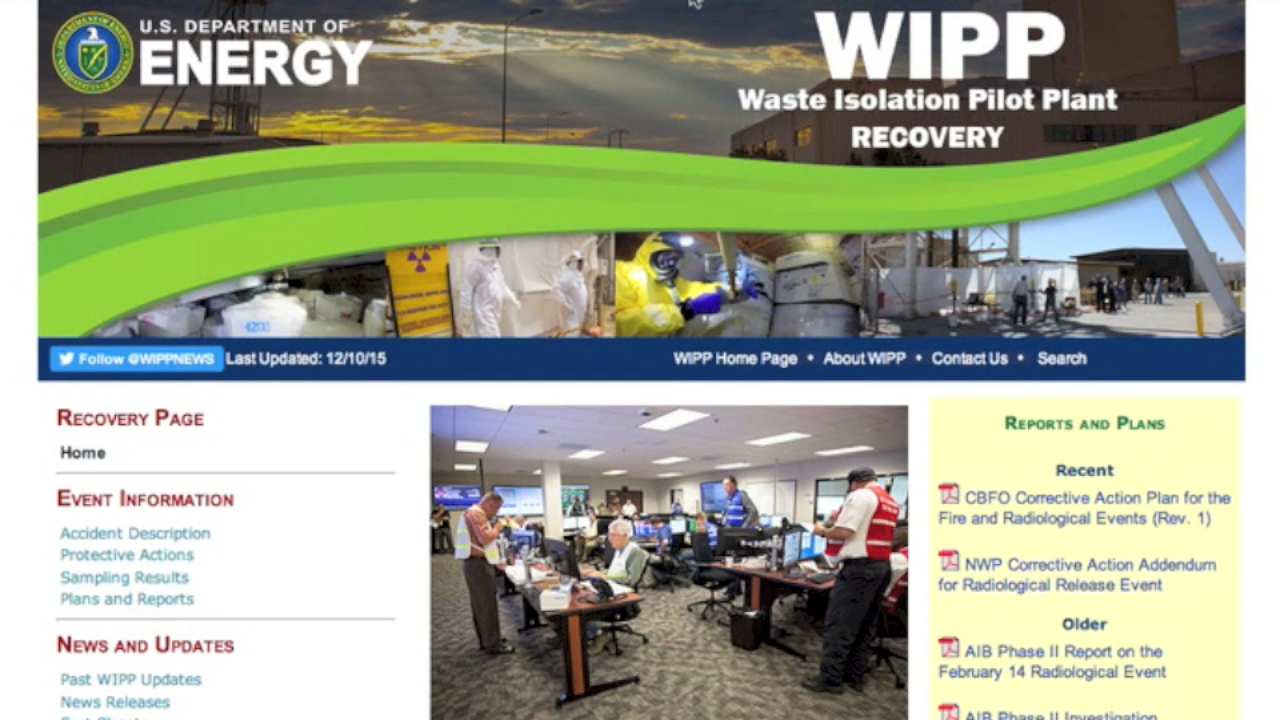 U.S. DEPARTMENT OF
ENERGY
WIPP
Waste Isolation Pilot Plant
RECOVERY
4200
Follow @WIPPNEWS
Last Updated: 12/10/15
WIPP Home Page • About WIPP • Contact Us • Search
RECOVERY PAGE
Home
EVENT INFORMATION
Accident Description
Protective Actions
Sampling Results
Plans and Reports
NEWS AND UPDATES
Past WIPP Updates
News Releases
REPORTS AND PLANS
Recent
CBFO Corrective Action Plan for the
Fire and Radiological Events (Rev. 1)
NWP Corrective Action Addendum
for Radiological Release Event
Older
AIB Phase II Report on the
February 14 Radiological Event
AIB Phase II Investigation